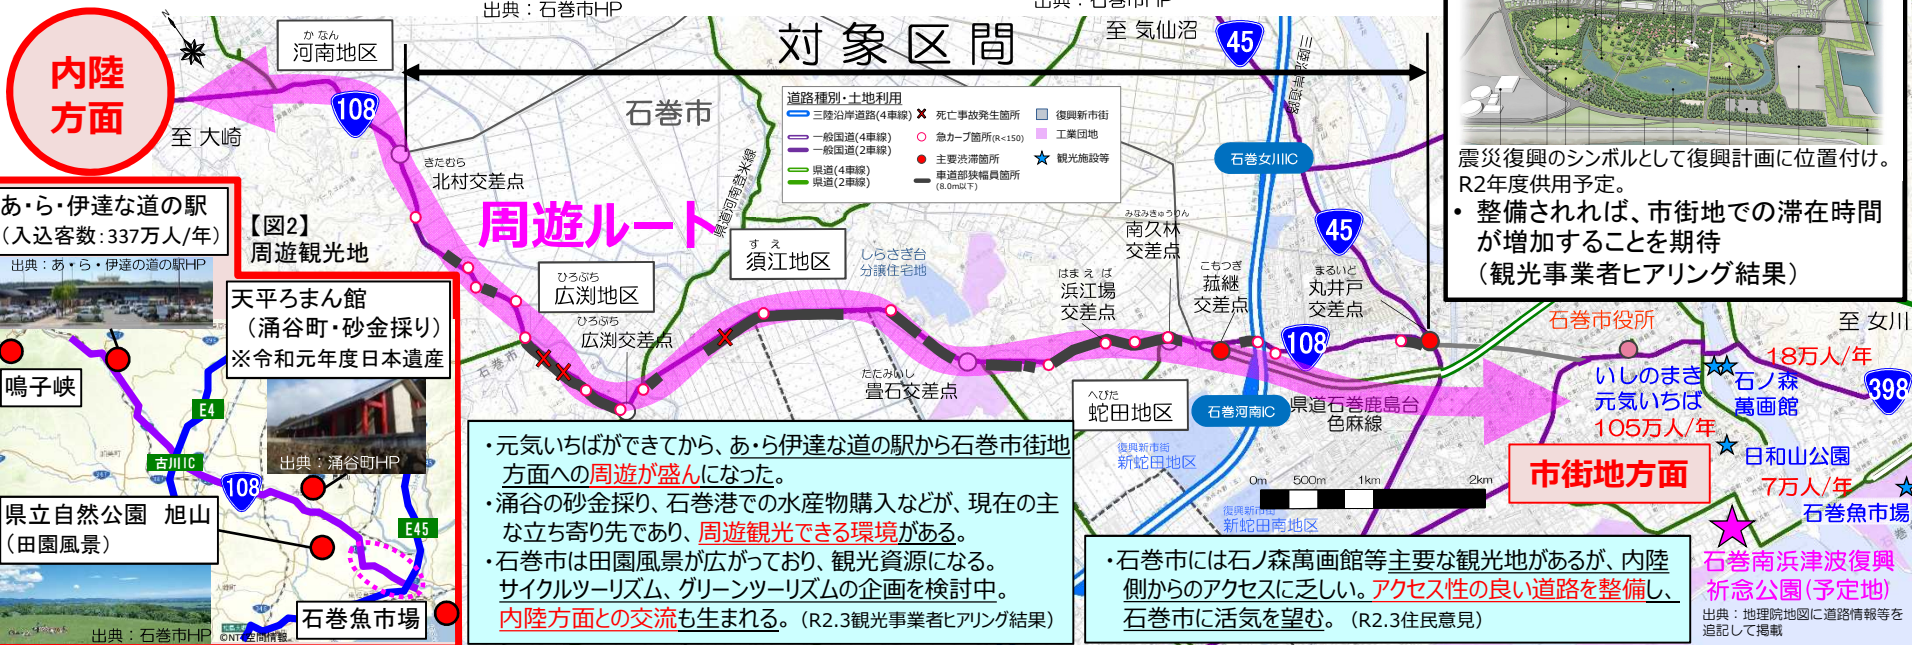 出典：石巻市HP
出典：石巻市HP
対象区間
至 気仙沼
45
三陸沿岸道路
内陸
方面
かなん
河南地区
108
至 大崎
石巻市
道路種別・土地利用
三陸沿岸道路(4車線)
一般国道(4車線)
一般国道(2車線)
県道(4車線)
県道(2車線)
死亡事故発生箇所
急カーブ箇所(R<150)
主要渋滞箇所
車道部狭幅員箇所
(8.0m以下)
復興新市街
工業団地
観光施設等
石巻女川IC
震災復興のシンボルとして復興計画に位置付け。
R2年度供用予定。
・ 整備されれば、市街地での滞在時間
が増加することを期待
（観光事業者ヒアリング結果）
きたむら
北村交差点
県道河南登米線
周遊ルート
すえ
須江地区
しらさぎ台
分譲住宅地
みなみきゅうりん
南久林
交差点
45
ひろぶち
広渕地区
ひろぶち
広渕交差点
はまえば
浜江場
交差点
こもつぎ
菰継
交差点
まるいど
丸井戸
交差点
108
たたみいし
畳石交差点
へびた
蛇田地区
石巻河南IC
県道石巻鹿島台
色麻線
復興新市街
新蛇田地区
復興新市街
新蛇田南地区
0m 500m 1km 2km
石巻市役所
至 女川
18万人/年
いしのまき
元気いちば
105万人/年
石ノ森
萬画館
398
日和山公園
7万人/年
石巻魚市場
市街地方面
石巻南浜津波復興
祈念公園(予定地)
出典：地理院地図に道路情報等を
追記して掲載
あ・ら・伊達な道の駅
（入込客数：337万人/年）
出典：あ・ら・伊達の道の駅HP
【図2】
周遊観光地
天平ろまん館
（涌谷町・砂金採り）
※令和元年度日本遺産
出典：涌谷町HP
鳴子峡
E4
古川IC
108
E45
県立自然公園 旭山
（田園風景）
出典：石巻市HP
©NT空間情報
石巻魚市場
石巻市
・元気いちばができてから、あ・ら伊達な道の駅から石巻市街地
方面への周遊が盛んになった。
・涌谷の砂金採り、石巻港での水産物購入などが、現在の主
な立ち寄り先であり、周遊観光できる環境がある。
・石巻市は田園風景が広がっており、観光資源になる。
サイクルツーリズム、グリーンツーリズムの企画を検討中。
内陸方面との交流も生まれる。（R2.3観光事業者ヒアリング結果）
・石巻市には石ノ森萬画館等主要な観光地があるが、内陸
側からのアクセスに乏しい。アクセス性の良い道路を整備し、
石巻市に活気を望む。（R2.3住民意見）